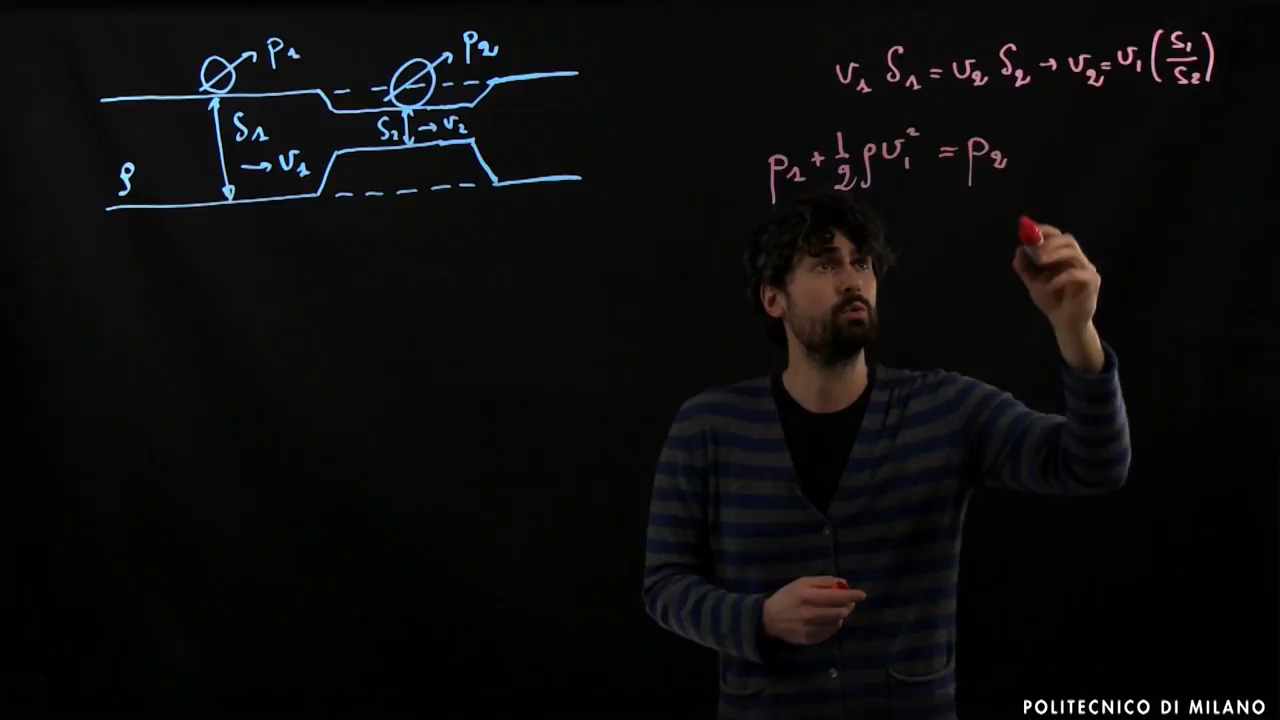 p₁ p₂
S₁ → v₁
S₂ → v₂
ρ
v₁ S₁ = v₂ S₂ → v₂ = v₁ (S₁/S₂)
p₁ + 1/2 ρ v₁² = p₂
POLITECNICO DI MILANO